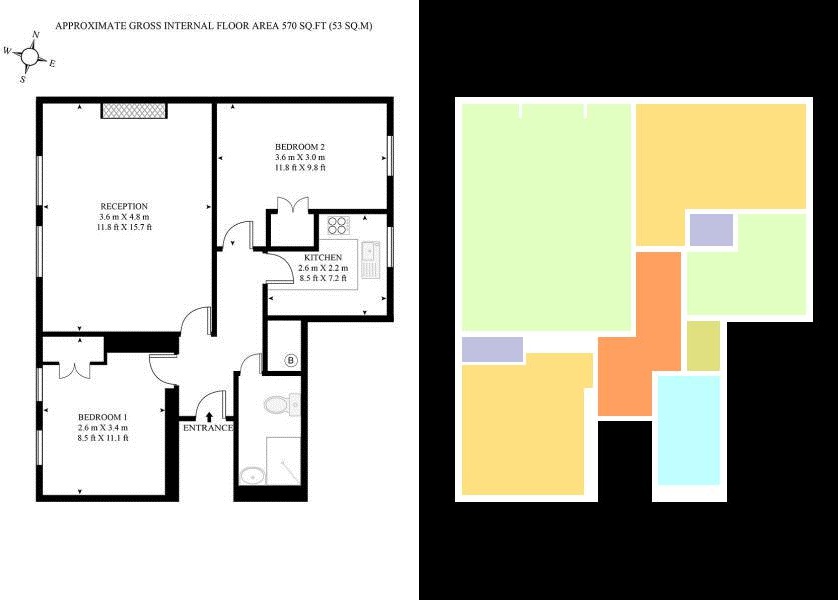 APPROXIMATE GROSS INTERNAL FLOOR AREA 570 SQ.FT (53 SQ.M)
N
W
E
S
BEDROOM 2
3.6 m X 3.0 m
11.8 ft X 9.8 ft
RECEPTION
3.6 m X 4.8 m
11.8 ft X 15.7 ft
KITCHEN
2.6 m X 2.2 m
8.5 ft X 7.2 ft
B
BEDROOM 1
2.6 m X 3.4 m
8.5 ft X 11.1 ft
ENTRANCE